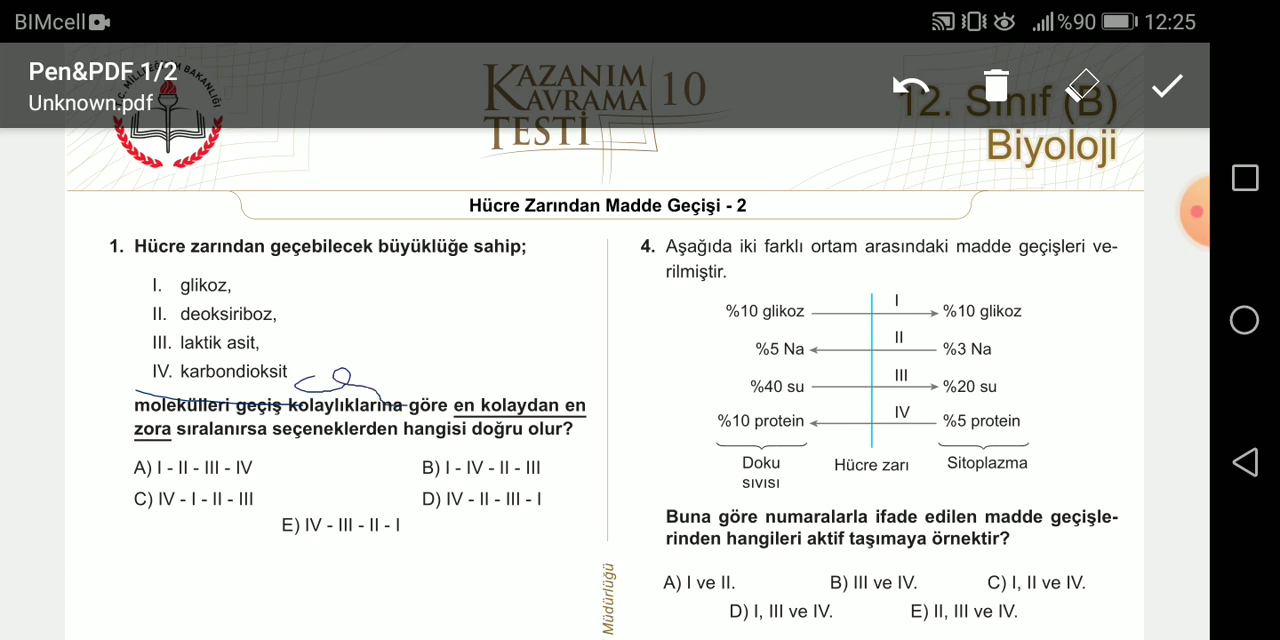 BIMcell
%90 12:25
Pen&PDF 1/2
Unknown.pdf
T.C. MİLLÎ EĞİTİM BAKANLIĞI
KAZANIM
KAVRAMA
TESTİ
10
12. Sınıf (B)
Biyoloji
Hücre Zarından Madde Geçişi - 2
1. Hücre zarından geçebilecek büyüklüğe sahip;
I. glikoz,
II. deoksiriboz,
III. laktik asit,
IV. karbondioksit
molekülleri geçiş kolaylıklarına göre en kolaydan en
zora sıralanırsa seçeneklerden hangisi doğru olur?
A) I - II - III - IV B) I - IV - II - III
C) IV - I - II - III D) IV - II - III - I
E) IV - III - II - I
Müdürlüğü
4. Aşağıda iki farklı ortam arasındaki madde geçişleri ve-
rilmiştir.
I
%10 glikoz %10 glikoz
II
%5 Na %3 Na
III
%40 su %20 su
IV
%10 protein %5 protein
Doku Hücre zarı Sitoplazma
sıvısı
Buna göre numaralarla ifade edilen madde geçişle-
rinden hangileri aktif taşımaya örnektir?
A) I ve II. B) III ve IV. C) I, II ve IV.
D) I, III ve IV. E) II, III ve IV.